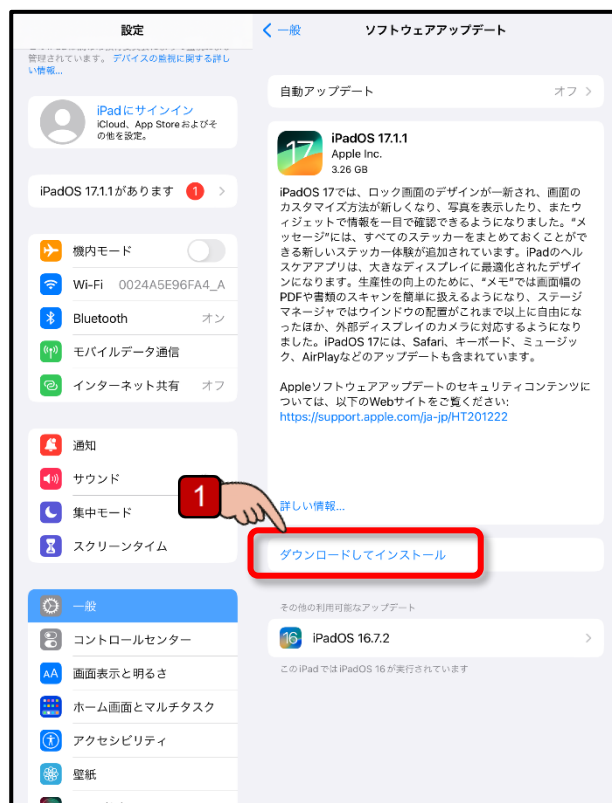 設定
管理されています。 デバイスの監視に関する詳し
い情報...
iPadにサインイン
iCloud、App Storeおよびそ
の他を設定。
iPadOS 17.1.1があります 1
機内モード
Wi-Fi 0024A5E96FA4_A
Bluetooth オン
モバイルデータ通信
インターネット共有 オフ
通知
サウンド
集中モード
スクリーンタイム
一般
コントロールセンター
AA 画面表示と明るさ
ホーム画面とマルチタスク
アクセシビリティ
壁紙
一般 ソフトウェアアップデート
自動アップデート オフ
17
iPadOS 17.1.1
Apple Inc.
3.26 GB
iPadOS 17では、ロック画面のデザインが一新され、画面の
カスタマイズ方法が新しくなり、写真を表示したり、またウ
ィジェットで情報を一目で確認できるようになりました。"メ
ッセージ"には、すべてのステッカーをまとめておくことがで
きる新しいステッカー体験が追加されています。iPadのヘル
スケアアプリは、大きなディスプレイに最適化されたデザイ
ンになります。生産性の向上のために、"メモ"では画面幅の
PDFや書類のスキャンを簡単に扱えるようになり、ステージ
マネージャではウインドウの配置がこれまで以上に自由にな
ったほか、外部ディスプレイのカメラに対応するようになり
ました。iPadOS 17には、Safari、キーボード、ミュージッ
ク、AirPlayなどのアップデートも含まれています。
Appleソフトウェアアップデートのセキュリティコンテンツに
ついては、以下のWebサイトをご覧ください:
https://support.apple.com/ja-jp/HT201222
詳しい情報...
1
ダウンロードしてインストール
その他の利用可能なアップデート
16 iPadOS 16.7.2
このiPadではiPadOS 16が実行されています